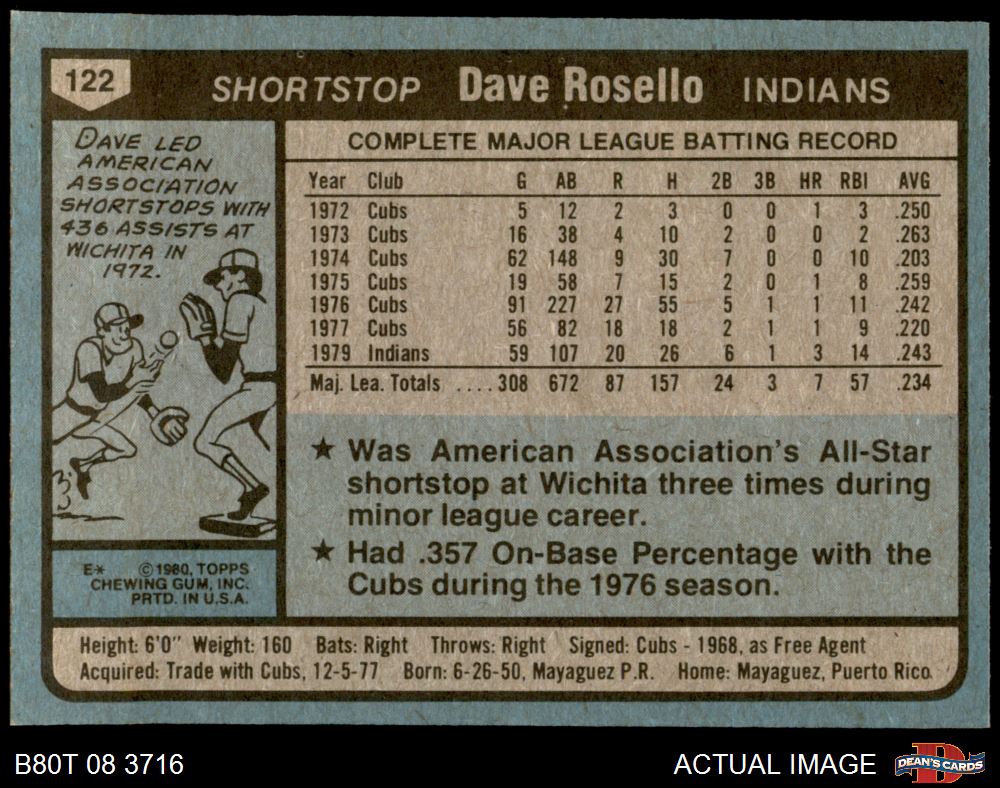 122
SHORTSTOP Dave Rosello INDIANS
DAVE LED
AMERICAN
ASSOCIATION
SHORTSTOPS WITH
436 ASSISTS AT
WICHITA IN
1972.
E* © 1980, TOPPS
CHEWING GUM, INC.
PRTD. IN U.S.A.
COMPLETE MAJOR LEAGUE BATTING RECORD
Year Club G AB R H 2B 3B HR RBI AVG
1972 Cubs 5 12 2 3 0 0 1 3 .250
1973 Cubs 16 38 4 10 2 0 0 2 .263
1974 Cubs 62 148 9 30 7 0 0 10 .203
1975 Cubs 19 58 7 15 2 0 1 8 .259
1976 Cubs 91 227 27 55 5 1 1 11 .242
1977 Cubs 56 82 18 18 2 1 1 9 .220
1979 Indians 59 107 20 26 6 1 3 14 .243
Maj. Lea. Totals ....308 672 87 157 24 3 7 57 .234
★ Was American Association's All-Star
shortstop at Wichita three times during
minor league career.
★ Had .357 On-Base Percentage with the
Cubs during the 1976 season.
Height: 6'0" Weight: 160 Bats: Right Throws: Right Signed: Cubs - 1968, as Free Agent
Acquired: Trade with Cubs, 12-5-77 Born: 6-26-50, Mayaguez P.R. Home: Mayaguez, Puerto Rico
B80T 08 3716
ACTUAL IMAGE
DEAN'S CARDS